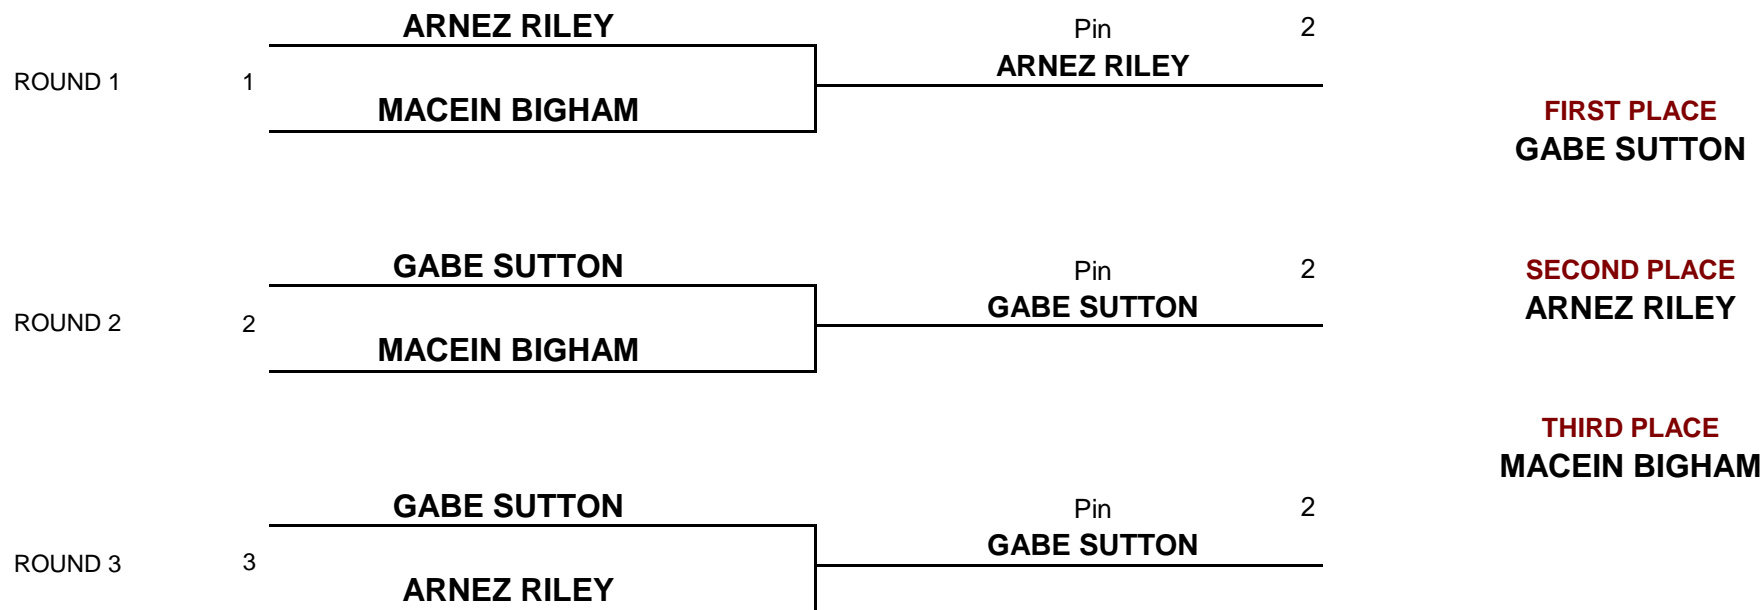 ARNEZ RILEY
Pin 2
ROUND 1 1
ARNEZ RILEY
MACEIN BIGHAM
FIRST PLACE
GABE SUTTON
GABE SUTTON
Pin 2
SECOND PLACE
ROUND 2 2
GABE SUTTON
ARNEZ RILEY
MACEIN BIGHAM
THIRD PLACE
MACEIN BIGHAM
GABE SUTTON
Pin 2
ROUND 3 3
GABE SUTTON
ARNEZ RILEY